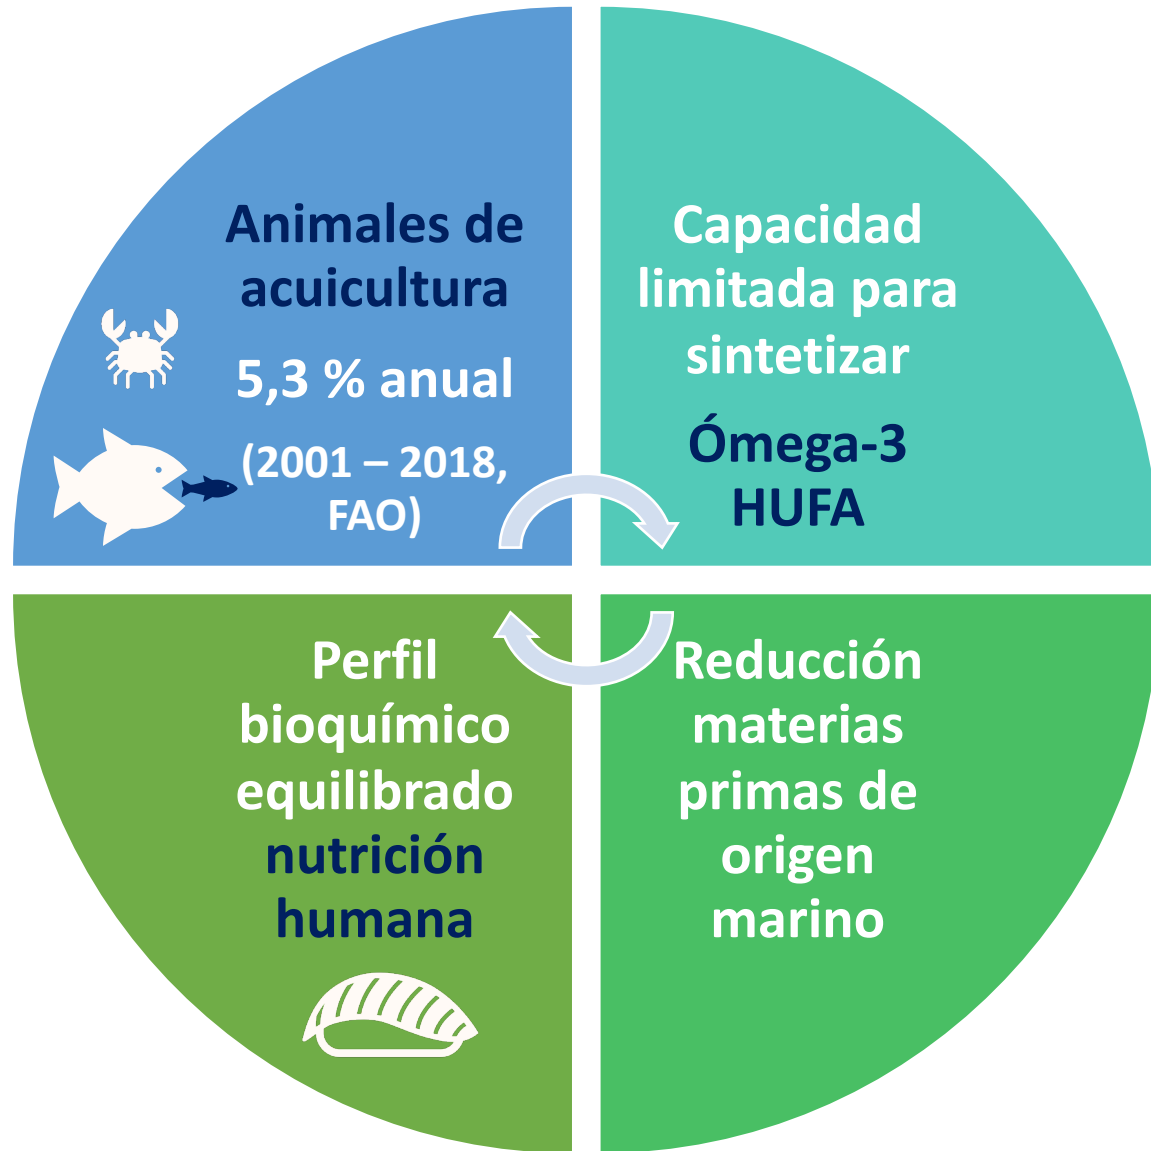 Animales de
acuicultura
5,3 % anual
(2001 – 2018,
FAO)
Capacidad
limitada para
sintetizar
Ómega-3
HUFA
Perfil
bioquímico
equilibrado
nutrición
humana
Reducción
materias
primas de
origen
marino